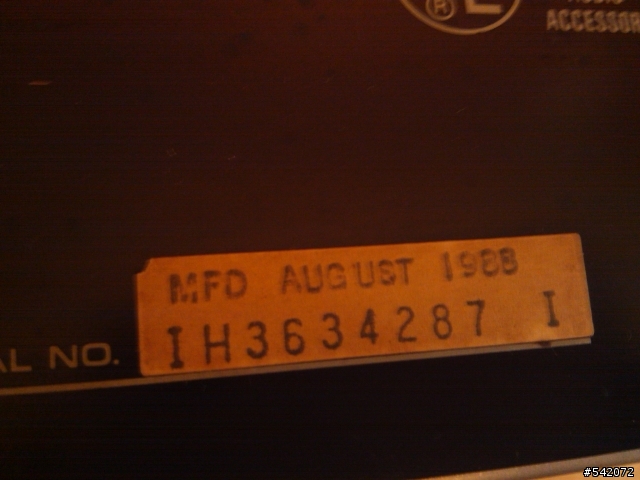 ®
ACCESSOR
MFD AUGUST 1988
IH3634287 I
AL NO.
#542072